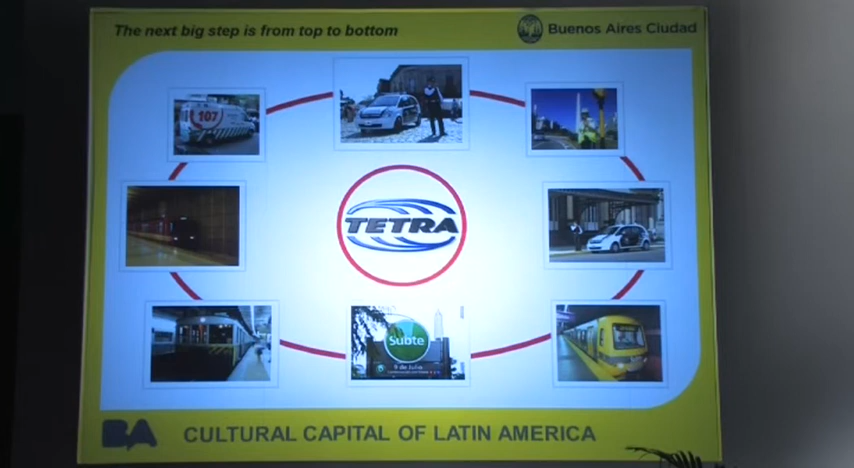 The next big step is from top to bottom
Buenos Aires Ciudad
107
TETRA
Subte
9 de Julio
BA
CULTURAL CAPITAL OF LATIN AMERICA